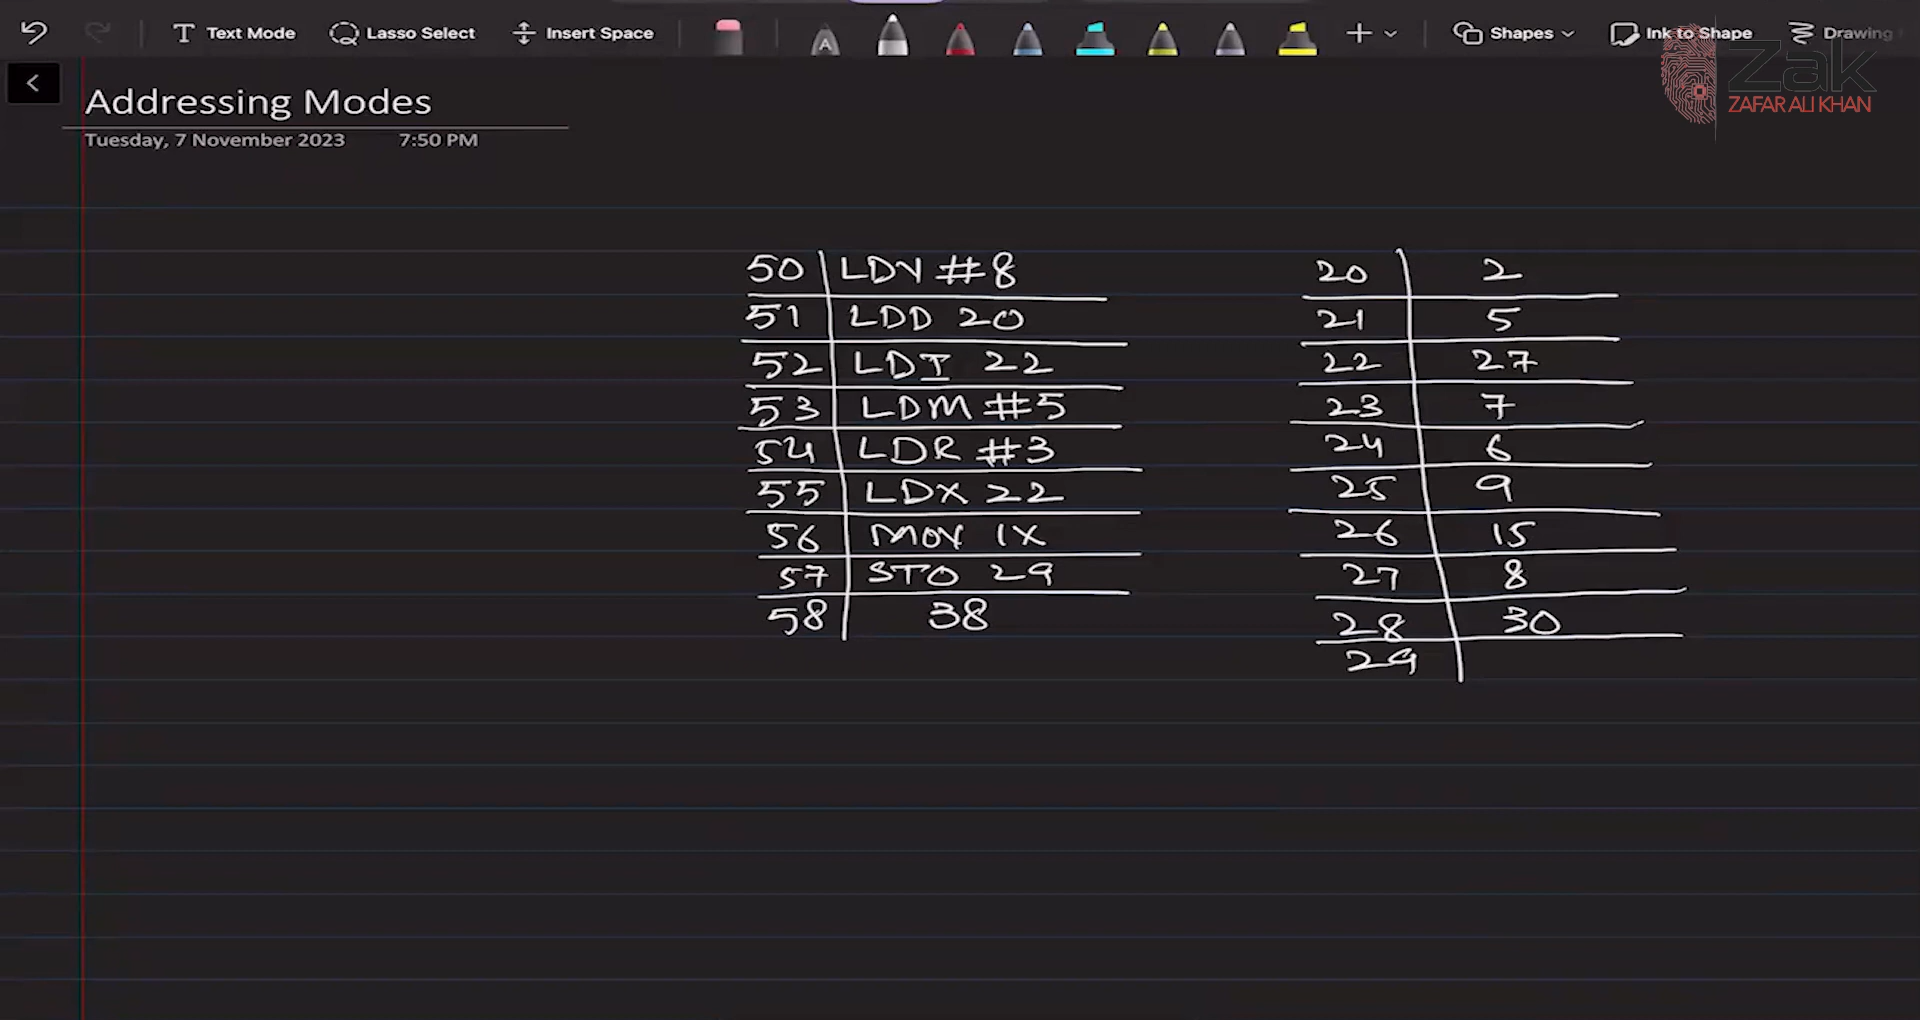 Text Mode Lasso Select Insert Space Shapes Ink to Shape Drawing
Zak
ZAFAR ALI KHAN
Addressing Modes
Tuesday, 7 November 2023 7:50 PM
50 LDV #8
51 LDD 20
52 LDI 22
53 LDM #5
54 LDR #3
55 LDX 22
56 MOV IX
57 STO 29
58 38
20 2
21 5
22 27
23 7
24 6
25 9
26 15
27 8
28 30
29